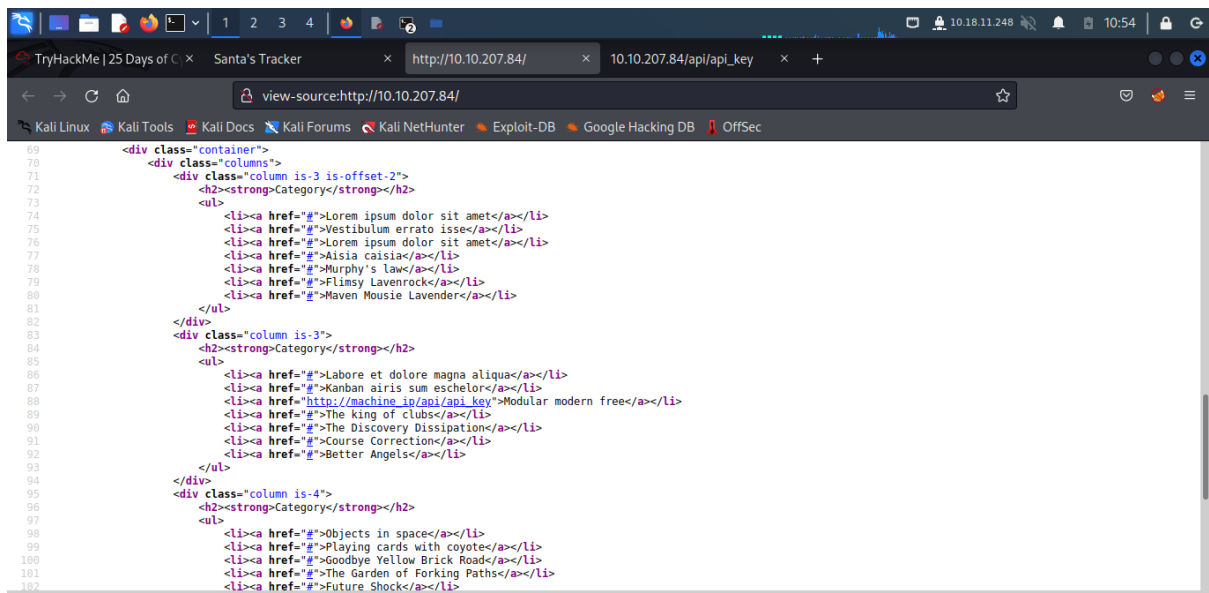 1 2 3 4 10.18.11.248 10:54
TryHackMe | 25 Days of C Santa's Tracker http://10.10.207.84/ 10.10.207.84/api/api_key
view-source:http://10.10.207.84/
Kali Linux Kali Tools Kali Docs Kali Forums Kali NetHunter Exploit-DB Google Hacking DB OffSec
69 <div class="container">
70 <div class="columns">
71 <div class="column is-3 is-offset-2">
72 <h2><strong>Category</strong></h2>
73 <ul>
74 <li><a href="#">Lorem ipsum dolor sit amet</a></li>
75 <li><a href="#">Vestibulum errato isse</a></li>
76 <li><a href="#">Lorem ipsum dolor sit amet</a></li>
77 <li><a href="#">Aisia caisia</a></li>
78 <li><a href="#">Murphy's law</a></li>
79 <li><a href="#">Flimsy Lavenrock</a></li>
80 <li><a href="#">Maven Mousie Lavender</a></li>
81 </ul>
82 </div>
83 <div class="column is-3">
84 <h2><strong>Category</strong></h2>
85 <ul>
86 <li><a href="#">Labore et dolore magna aliqua</a></li>
87 <li><a href="#">Kanban airis sum eschelor</a></li>
88 <li><a href="http://machine_ip/api/api_key">Modular modern free</a></li>
89 <li><a href="#">The king of clubs</a></li>
90 <li><a href="#">The Discovery Dissipation</a></li>
91 <li><a href="#">Course Correction</a></li>
92 <li><a href="#">Better Angels</a></li>
93 </ul>
94 </div>
95 <div class="column is-4">
96 <h2><strong>Category</strong></h2>
97 <ul>
98 <li><a href="#">Objects in space</a></li>
99 <li><a href="#">Playing cards with coyote</a></li>
100 <li><a href="#">Goodbye Yellow Brick Road</a></li>
101 <li><a href="#">The Garden of Forking Paths</a></li>
102 <li><a href="#">Future Shock</a></li>